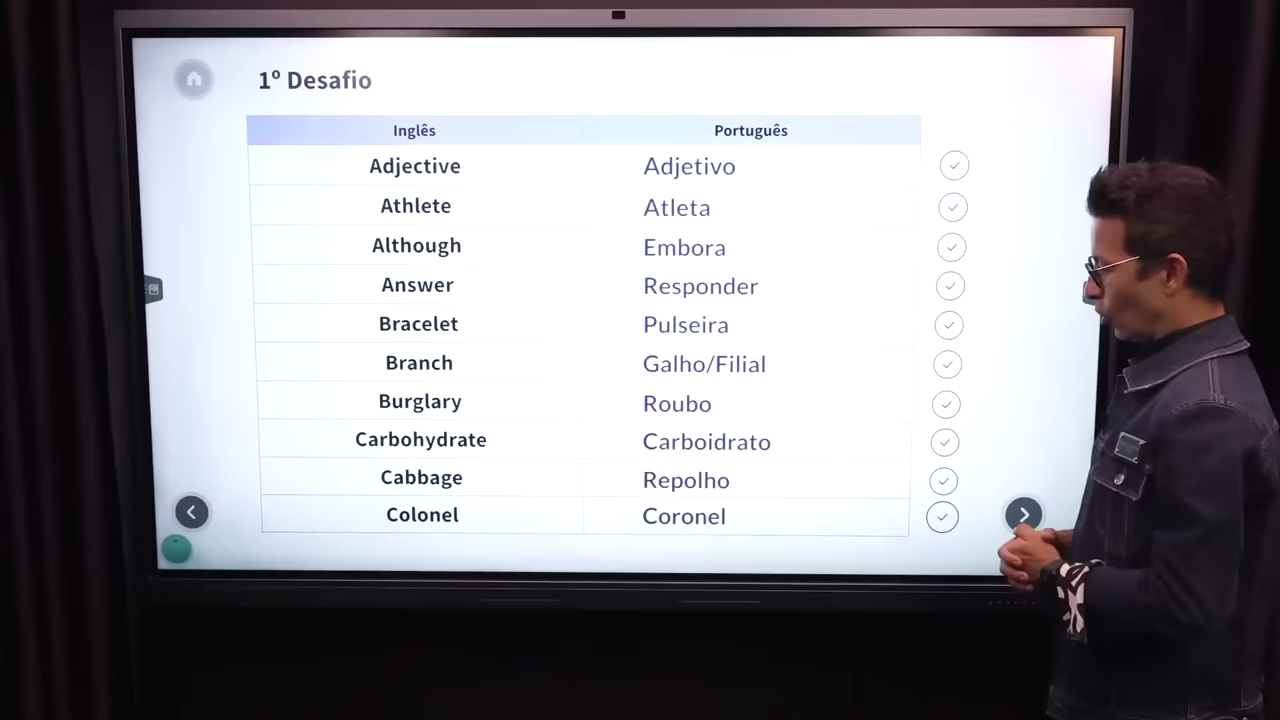 1º Desafio
Inglês Português
Adjective Adjetivo
Athlete Atleta
Although Embora
Answer Responder
Bracelet Pulseira
Branch Galho/Filial
Burglary Roubo
Carbohydrate Carboidrato
Cabbage Repolho
Colonel Coronel